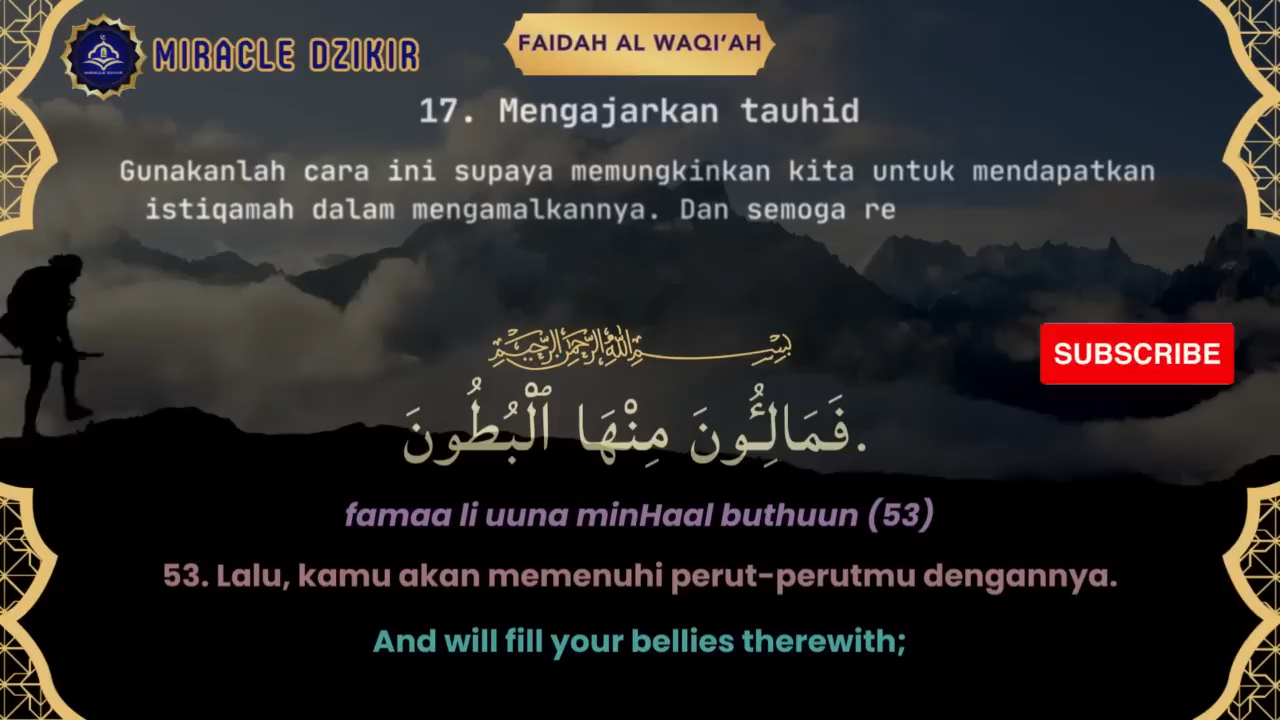 MIRACLE DZIKIR
FAIDAH AL WAQI'AH
17. Mengajarkan tauhid
Gunakanlah cara ini supaya memungkinkan kita untuk mendapatkan
istiqamah dalam mengamalkannya. Dan semoga re
بِسْمِ اللَّهِ الرَّحْمَٰنِ الرَّحِيمِ
SUBSCRIBE
فَمَالِـُٔونَ مِنْهَا ٱلْبُطُونَ.
famaa li uuna minHaal buthuun (53)
53. Lalu, kamu akan memenuhi perut-perutmu dengannya.
And will fill your bellies therewith;